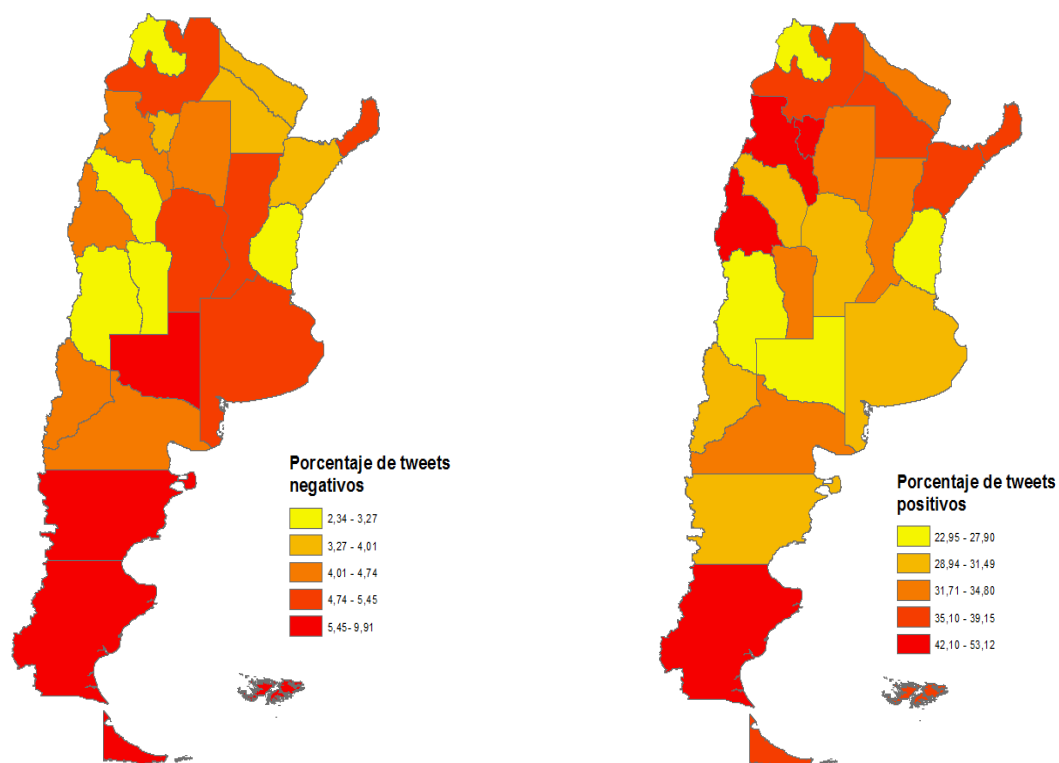 Porcentaje de tweets
negativos
2,34 - 3,27
3,27 - 4,01
4,01 - 4,74
4,74 - 5,45
5,45- 9,91
Porcentaje de tweets
positivos
22,95 - 27,90
28,94 - 31,49
31,71 - 34,80
35,10 - 39,15
42,10 - 53,12